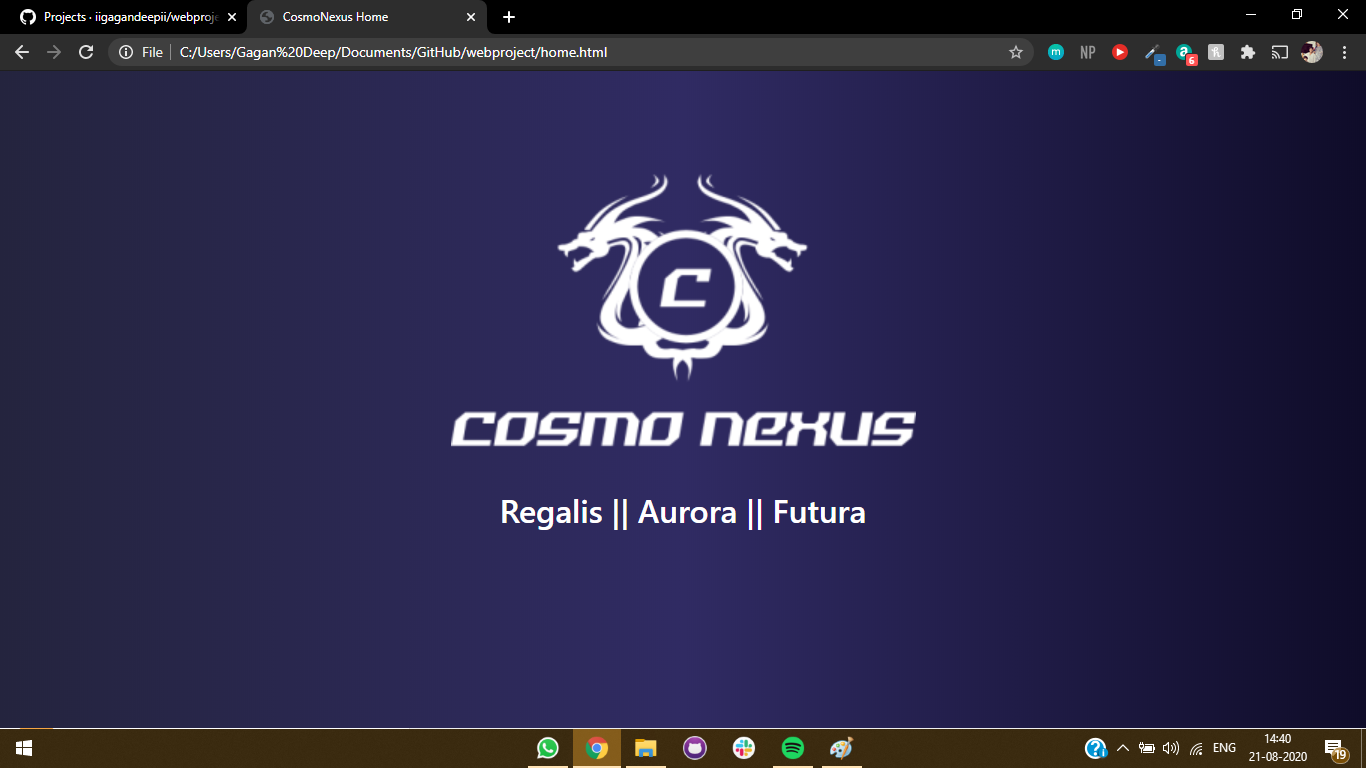 Projects · iigagandeepii/webproje
CosmoNexus Home
File
C:/Users/Gagan%20Deep/Documents/GitHub/webproject/home.html
m
NP
-
a
6
C
COSMO NEXUS
Regalis || Aurora || Futura
ENG
14:40
21-08-2020
19